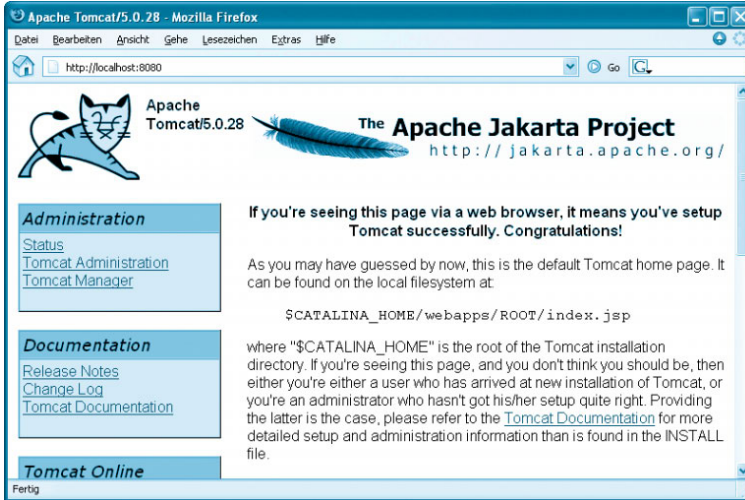 Apache Tomcat/5.0.28 - Mozilla Firefox
Datei Bearbeiten Ansicht Gehe Lesezeichen Extras Hilfe
http://localhost:8080 Go G
Apache
Tomcat/5.0.28
The Apache Jakarta Project
http://jakarta.apache.org/
Administration
Status
Tomcat Administration
Tomcat Manager
Documentation
Release Notes
Change Log
Tomcat Documentation
Tomcat Online
If you're seeing this page via a web browser, it means you've setup
Tomcat successfully. Congratulations!
As you may have guessed by now, this is the default Tomcat home page. It
can be found on the local filesystem at:
$CATALINA_HOME/webapps/ROOT/index.jsp
where "$CATALINA_HOME" is the root of the Tomcat installation
directory. If you're seeing this page, and you don't think you should be, then
either you're either a user who has arrived at new installation of Tomcat, or
you're an administrator who hasn't got his/her setup quite right. Providing
the latter is the case, please refer to the Tomcat Documentation for more
detailed setup and administration information than is found in the INSTALL
file.
Fertig